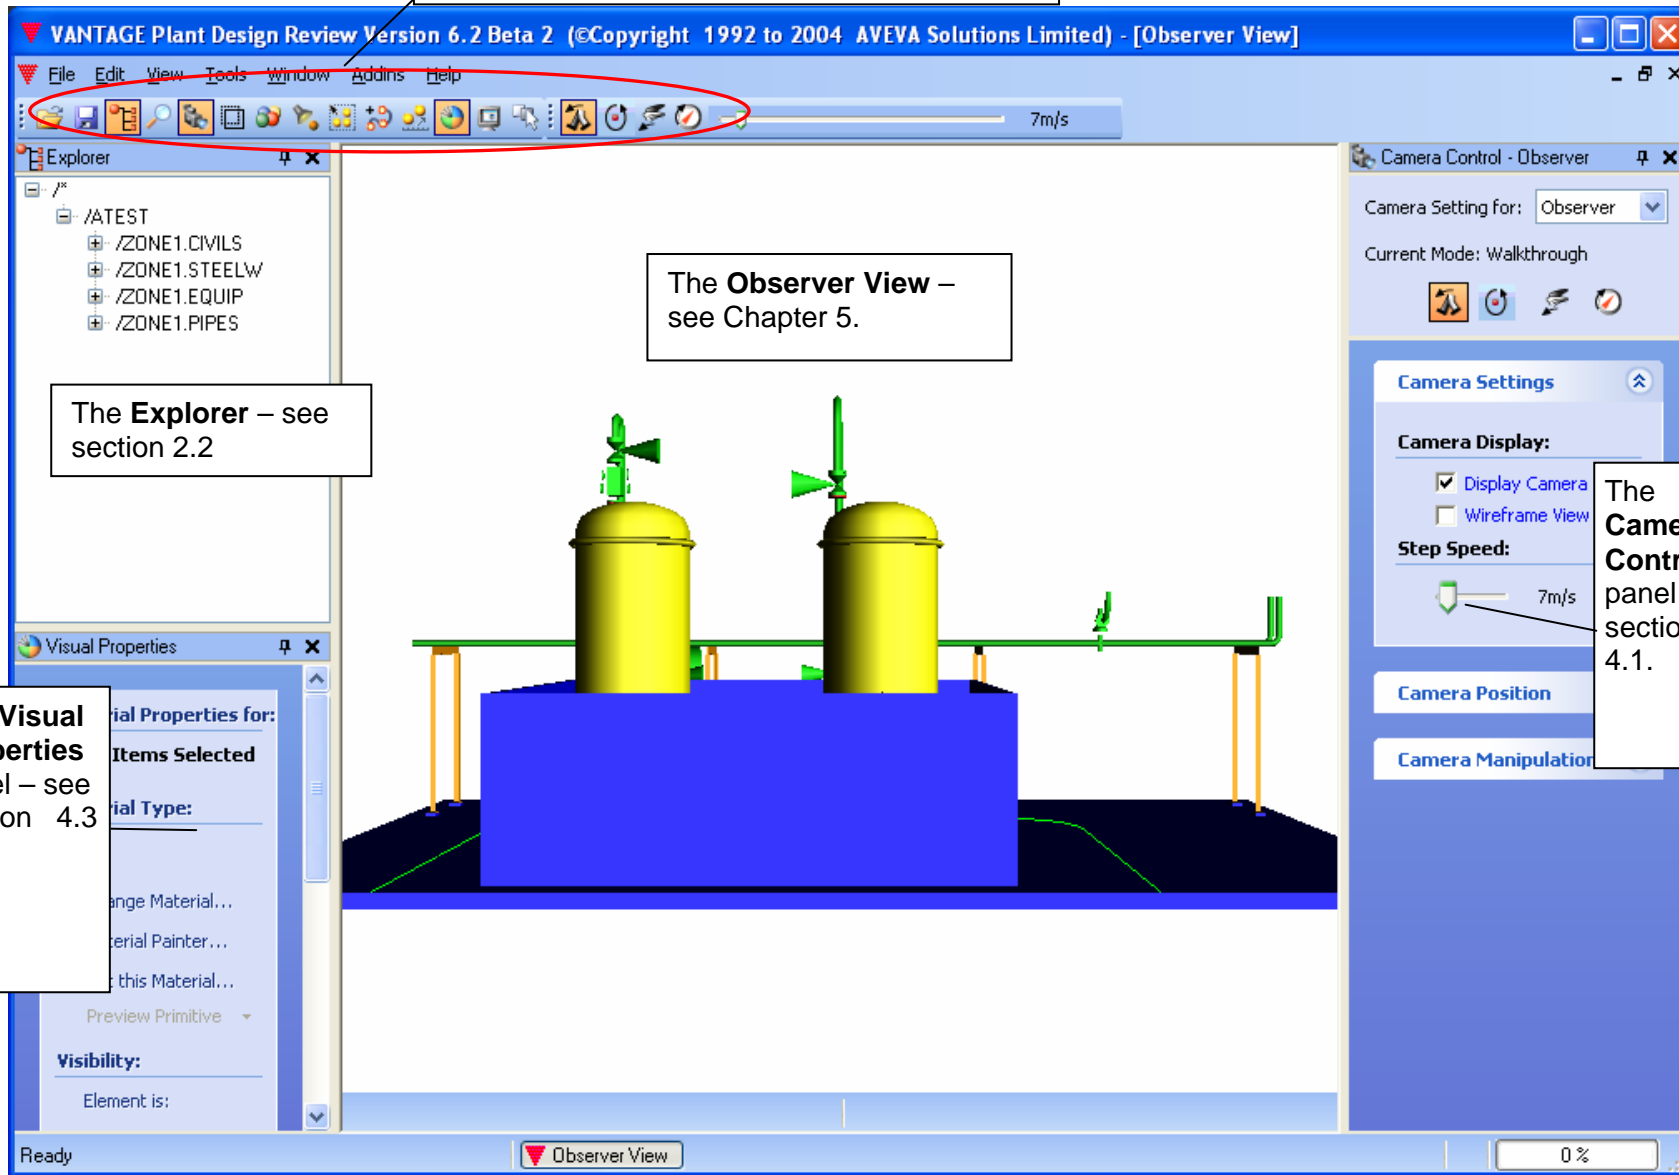 VANTAGE Plant Design Review Version 6.2 Beta 2 (©Copyright 1992 to 2004 AVEVA Solutions Limited) - [Observer View]
File Edit View Tools Window Addins Help
7m/s
Explorer
/*
/ATEST
/ZONE1.CIVILS
/ZONE1.STEELW
/ZONE1.EQUIP
/ZONE1.PIPES
The Explorer – see
section 2.2
The Observer View –
see Chapter 5.
Camera Control - Observer
Camera Setting for: Observer
Current Mode: Walkthrough
Camera Settings
Camera Display:
Display Camera
Wireframe View
Step Speed:
7m/s
The
Came
Contr
panel
sectio
4.1.
Camera Position
Camera Manipulation
Visual Properties
Visual
perties
el – see
on 4.3
ial Properties for:
Items Selected
ial Type:
ange Material...
terial Painter...
t this Material...
Preview Primitive
Visibility:
Element is:
Ready
Observer View
0 %